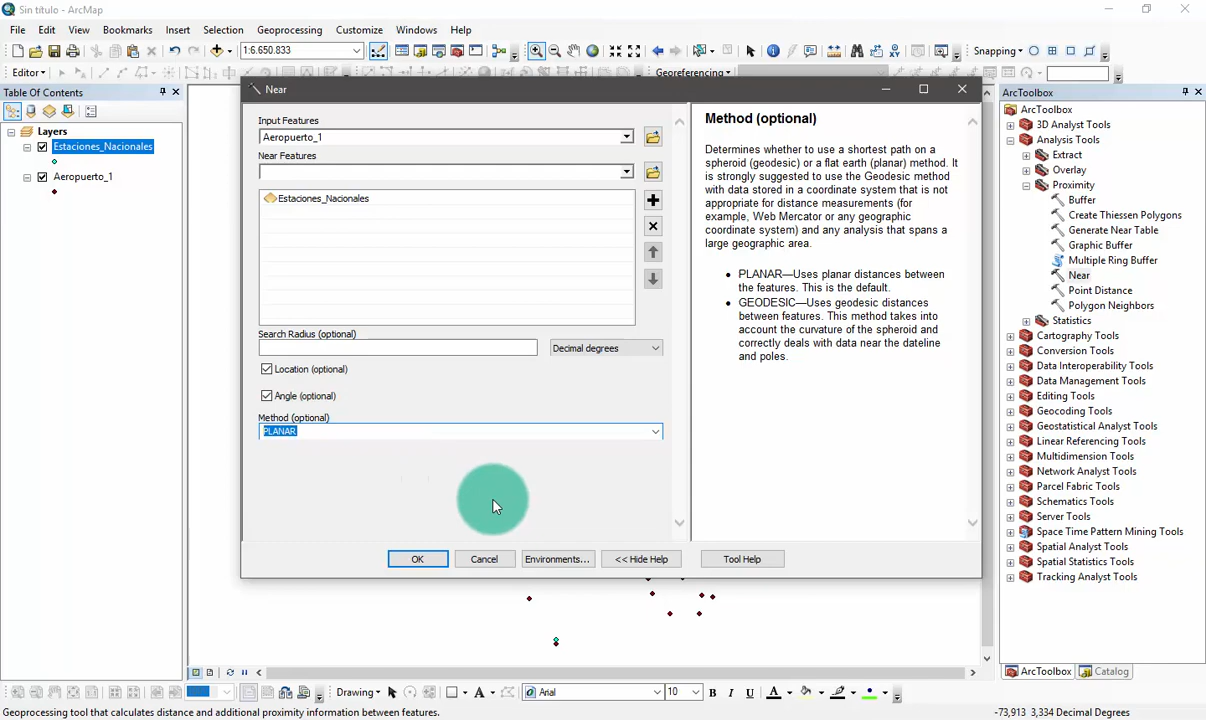 Sin título - ArcMap
File Edit View Bookmarks Insert Selection Geoprocessing Customize Windows Help
1:6.650.833
Snapping
Editor
Georeferencing
Table Of Contents
Layers
Estaciones_Nacionales
Aeropuerto_1
Near
Input Features
Aeropuerto_1
Near Features
Estaciones_Nacionales
Search Radius (optional)
Decimal degrees
Location (optional)
Angle (optional)
Method (optional)
PLANAR
OK
Cancel
Environments...
<< Hide Help
Tool Help
Method (optional)
Determines whether to use a shortest path on a
spheroid (geodesic) or a flat earth (planar) method. It
is strongly suggested to use the Geodesic method
with data stored in a coordinate system that is not
appropriate for distance measurements (for
example, Web Mercator or any geographic
coordinate system) and any analysis that spans a
large geographic area.
• PLANAR—Uses planar distances between
the features. This is the default.
• GEODESIC—Uses geodesic distances
between features. This method takes into
account the curvature of the spheroid and
correctly deals with data near the dateline
and poles.
ArcToolbox
ArcToolbox
3D Analyst Tools
Analysis Tools
Extract
Overlay
Proximity
Buffer
Create Thiessen Polygons
Generate Near Table
Graphic Buffer
Multiple Ring Buffer
Near
Point Distance
Polygon Neighbors
Statistics
Cartography Tools
Conversion Tools
Data Interoperability Tools
Data Management Tools
Editing Tools
Geocoding Tools
Geostatistical Analyst Tools
Linear Referencing Tools
Multidimension Tools
Network Analyst Tools
Parcel Fabric Tools
Schematics Tools
Server Tools
Space Time Pattern Mining Tools
Spatial Analyst Tools
Spatial Statistics Tools
Tracking Analyst Tools
ArcToolbox Catalog
Drawing
Arial
10
B I U A
Geoprocessing tool that calculates distance and additional proximity information between features.
-73,913 3,334 Decimal Degrees